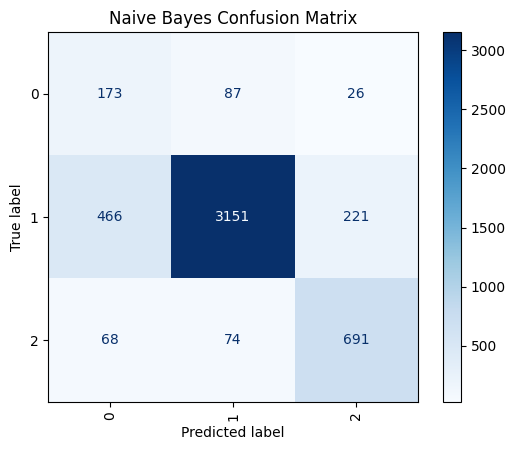 Naive Bayes Confusion Matrix
0 173 87 26
1 466 3151 221
2 68 74 691
0 1 2
True label
Predicted label
3000
2500
2000
1500
1000
500